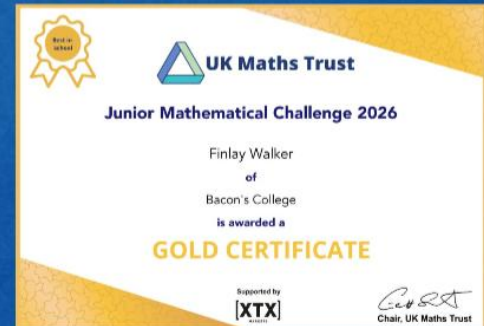 Best in
school
UK Maths Trust
Junior Mathematical Challenge 2026
Finlay Walker
of
Bacon's College
is awarded a
GOLD CERTIFICATE
Supported by
XTX
MARKETS
Chair, UK Maths Trust